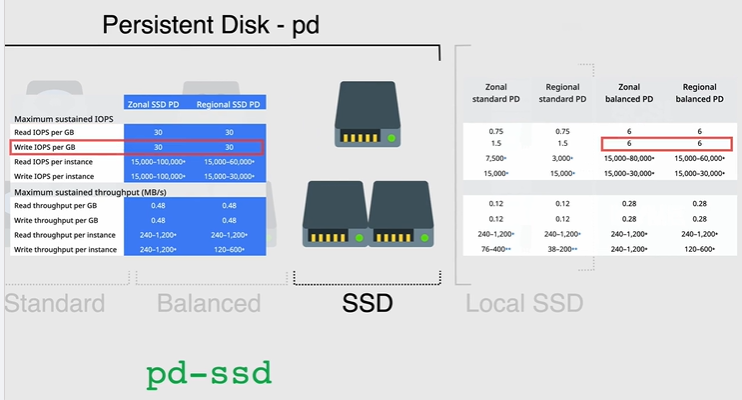 Persistent Disk - pd
Zonal SSD PD Regional SSD PD
Maximum sustained IOPS
Read IOPS per GB 30 30
Write IOPS per GB 30 30
Read IOPS per instance 15,000–100,000* 15,000–60,000*
Write IOPS per instance 15,000–100,000* 15,000–30,000*
Maximum sustained throughput (MB/s)
Read throughput per GB 0.48 0.48
Write throughput per GB 0.48 0.48
Read throughput per instance 240–1,200* 240–1,200*
Write throughput per instance 240–1,200* 120–600*
Zonal standard PD Regional standard PD Zonal balanced PD Regional balanced PD
0.75 0.75 6 6
1.5 1.5 6 6
7,500* 3,000* 15,000–80,000* 15,000–60,000*
15,000* 15,000* 15,000–30,000* 15,000–30,000*
0.12 0.12 0.28 0.28
0.12 0.12 0.28 0.28
240–1,200* 240–1,200* 240–1,200* 240–1,200*
76–400** 38–200** 240–1,200* 120–600*
Standard Balanced SSD Local SSD
pd-ssd